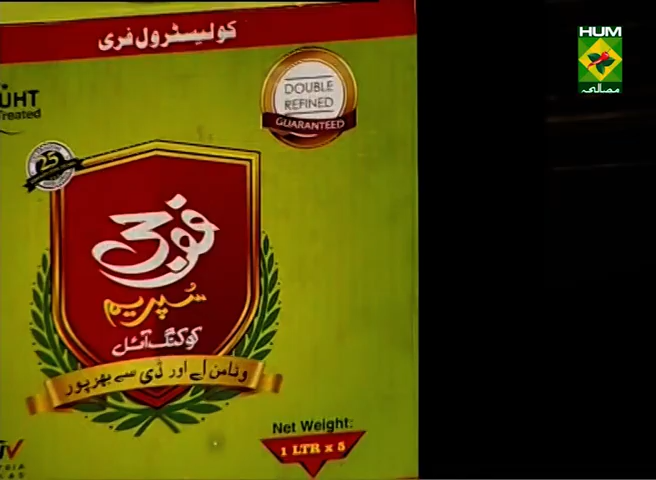 کولیسٹرول فری
HUM
مصالحہ
UHT
Treated
DOUBLE
REFINED
GUARANTEED
25
فوجی
سُپریم
کوکنگ آئل
وٹامن اے اور ڈی سے بھرپور
Net Weight:
1 LTR x 5